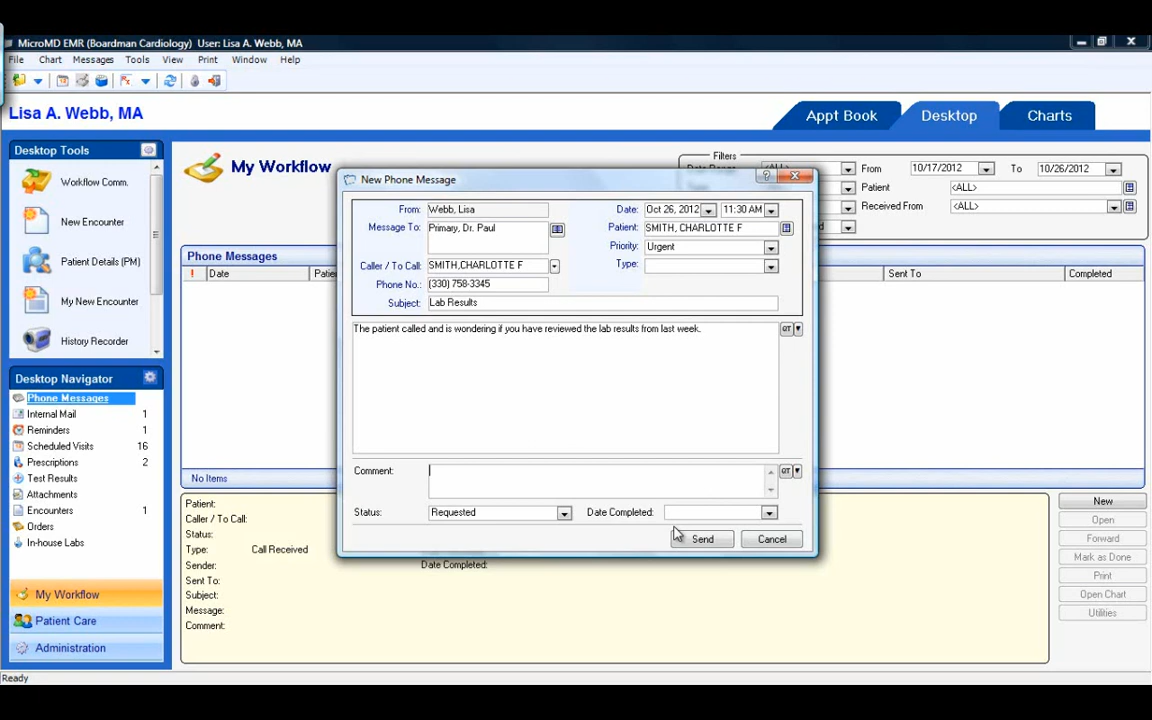 MicroMD EMR (Boardman Cardiology) User: Lisa A. Webb, MA
File Chart Messages Tools View Print Window Help
Lisa A. Webb, MA
Appt Book Desktop Charts
Desktop Tools
Workflow Comm.
New Encounter
Patient Details (PM)
My New Encounter
History Recorder
Desktop Navigator
Phone Messages
Internal Mail 1
Reminders 1
Scheduled Visits 16
Prescriptions 2
Test Results
Attachments
Encounters 1
Orders
In-house Labs
My Workflow
Patient Care
Administration
Ready
My Workflow
Filters
From 10/17/2012 To 10/26/2012
Patient <ALL>
Received From <ALL>
Phone Messages
! Date Sent To Completed
No Items
New Phone Message
From: Webb, Lisa
Message To: Primary, Dr. Paul
Caller / To Call: SMITH,CHARLOTTE F
Phone No.: (330) 758-3345
Subject: Lab Results
Date: Oct 26, 2012 11:30 AM
Patient: SMITH, CHARLOTTE F
Priority: Urgent
Type:
The patient called and is wondering if you have reviewed the lab results from last week.
QT
Comment:
QT
Status: Requested Date Completed:
Send Cancel
Patient:
Caller / To Call:
Status:
Type: Call Received
Sender: Date Completed:
Sent To:
Subject:
Message:
Comment:
New
Open
Forward
Mark as Done
Print
Open Chart
Utilities